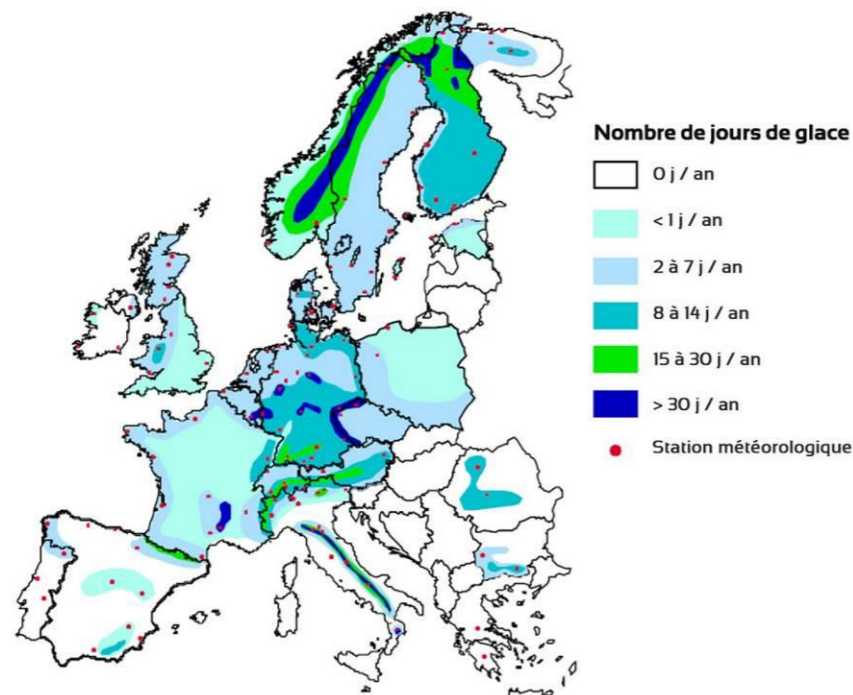 Nombre de jours de glace
0 j / an
< 1 j / an
2 à 7 j / an
8 à 14 j / an
15 à 30 j / an
> 30 j / an
Station météorologique